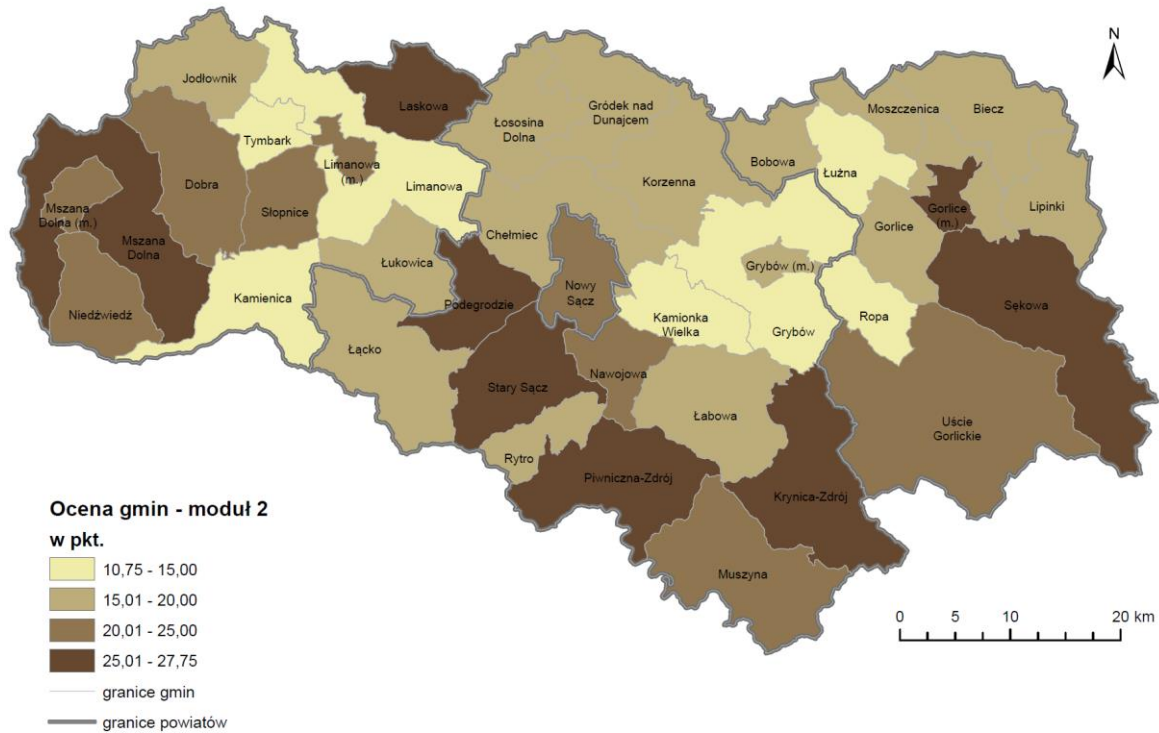 N
Jodłownik
Laskowa
Łososina
Dolna
Gródek nad
Dunajcem
Moszczenica
Biecz
Tymbark
Bobowa
Łużna
Limanowa
(m.)
Limanowa
Korzenna
Dobra
Słopnice
Mszana
Dolna (m.)
Gorlice
(m.)
Lipinki
Gorlice
Chełmiec
Mszana
Dolna
Łukowica
Grybów (m.)
Nowy
Sącz
Podegrodzie
Kamienica
Niedźwiedź
Kamionka
Wielka
Grybów
Ropa
Sękowa
Łącko
Stary Sącz
Nawojowa
Łabowa
Uście
Gorlickie
Rytro
Piwniczna-Zdrój
Krynica-Zdrój
Muszyna
Ocena gmin - moduł 2
w pkt.
10,75 - 15,00
15,01 - 20,00
20,01 - 25,00
25,01 - 27,75
granice gmin
granice powiatów
0 5 10 20 km